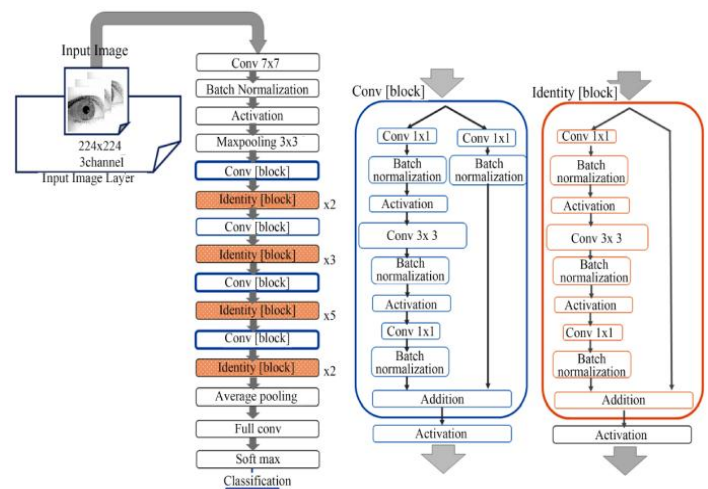 Input Image
224x224
3channel
Input Image Layer
Conv 7x7
Batch Normalization
Activation
Maxpooling 3x3
Conv [block]
Identity [block]
x2
Conv [block]
Identity [block]
x3
Conv [block]
Identity [block]
x5
Conv [block]
Identity [block]
x2
Average pooling
Full conv
Soft max
Classification
Conv [block]
Conv 1x1
Conv 1x1
Batch
normalization
Batch
normalization
Activation
Conv 3x 3
Batch
normalization
Activation
Conv 1x1
Batch
normalization
Addition
Activation
Identity [block]
Conv 1x1
Batch
normalization
Activation
Conv 3x 3
Batch
normalization
Activation
Conv 1x1
Batch
normalization
Addition
Activation